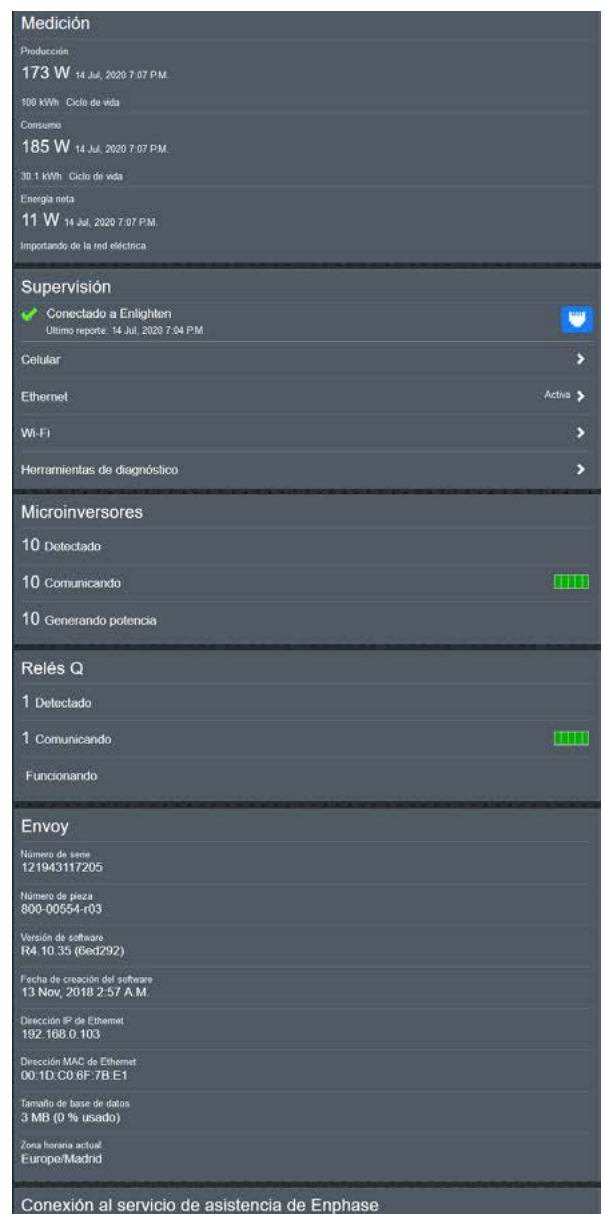 Medición
Producción
173 W 14 Jul, 2020 7:07 P.M.
100 kWh Ciclo de vida
Consumo
185 W 14 Jul, 2020 7:07 P.M.
30.1 kWh Ciclo de vida
Energía neta
11 W 14 Jul, 2020 7:07 P.M.
Importando de la red eléctrica
Supervisión
Conectado a Enlighten
Ultimo reporte: 14 Jul, 2020 7:04 P.M.
Celular
Ethernet Activa
Wi-Fi
Herramientas de diagnóstico
Microinversores
10 Detectado
10 Comunicando
10 Generando potencia
Relés Q
1 Detectado
1 Comunicando
Funcionando
Envoy
Número de serie
121943117205
Número de pieza
800-00554-r03
Versión de software
R4.10.35 (6ed292)
Fecha de creación del software
13 Nov, 2018 2:57 A.M.
Dirección IP de Ethernet
192.168.0.103
Dirección MAC de Ethernet
00:1D:C0:6F:7B:E1
Tamaño de base de datos
3 MB (0 % usado)
Zona horaria actual
Europe/Madrid
Conexión al servicio de asistencia de Enphase